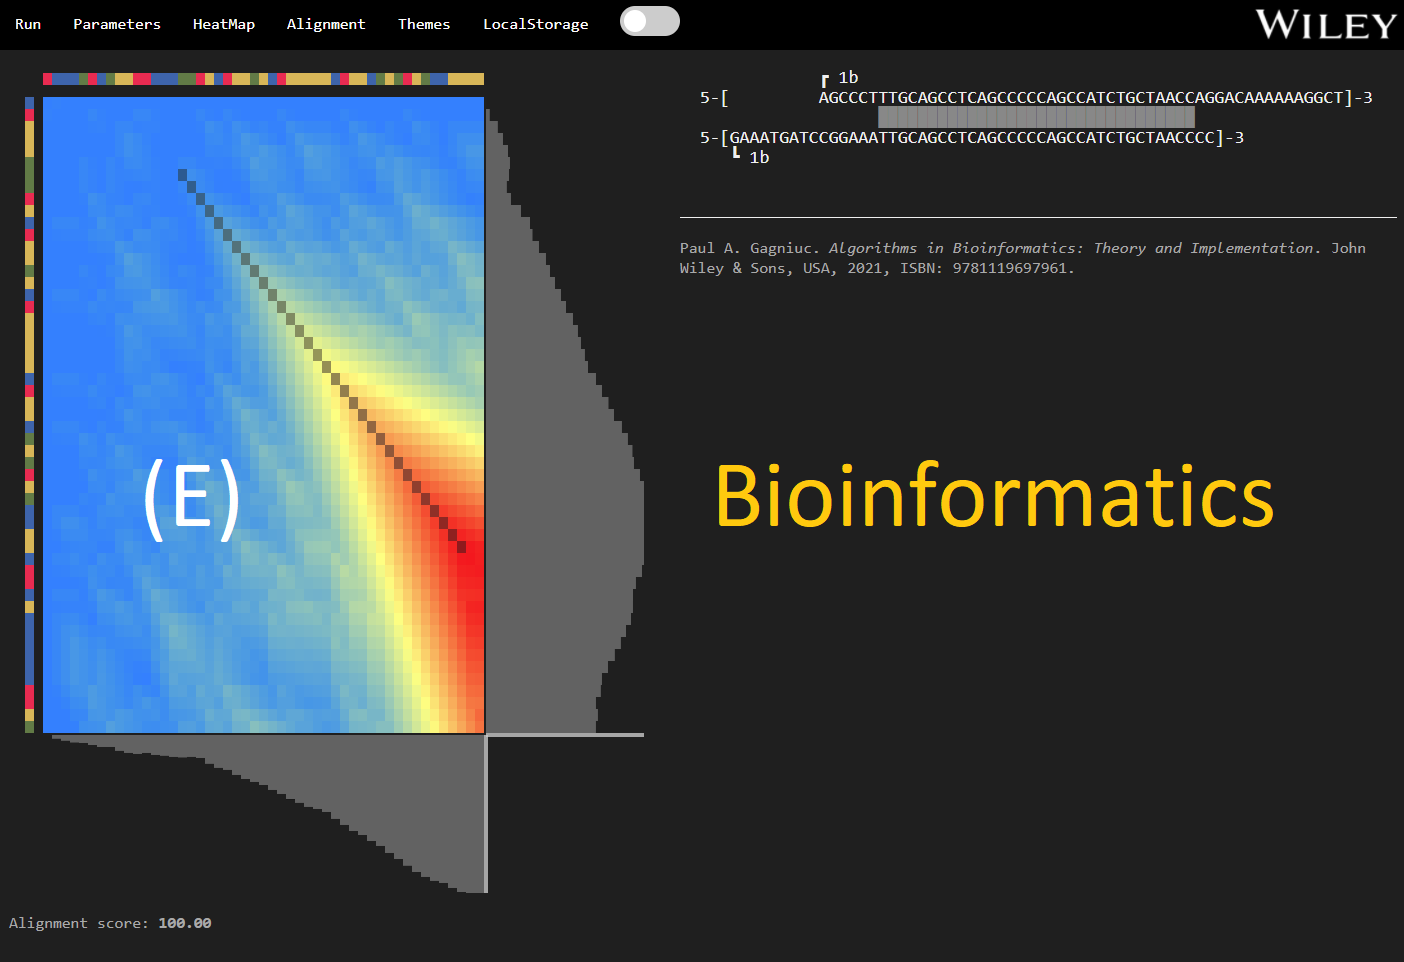 Run Parameters HeatMap Alignment Themes LocalStorage
WILEY
┏ 1b
5-[         AGCCCTTTGCAGCCTCAGCCCCCAGCCATCTGCTAACCAGGACAAAAAAGGCT]-3
5-[GAAATGATCCGGAAATTGCAGCCTCAGCCCCCAGCCATCTGCTAACCCC]-3
┗ 1b
Paul A. Gagniuc. Algorithms in Bioinformatics: Theory and Implementation. John
Wiley & Sons, USA, 2021, ISBN: 9781119697961.
(E)
Bioinformatics
Alignment score: 100.00